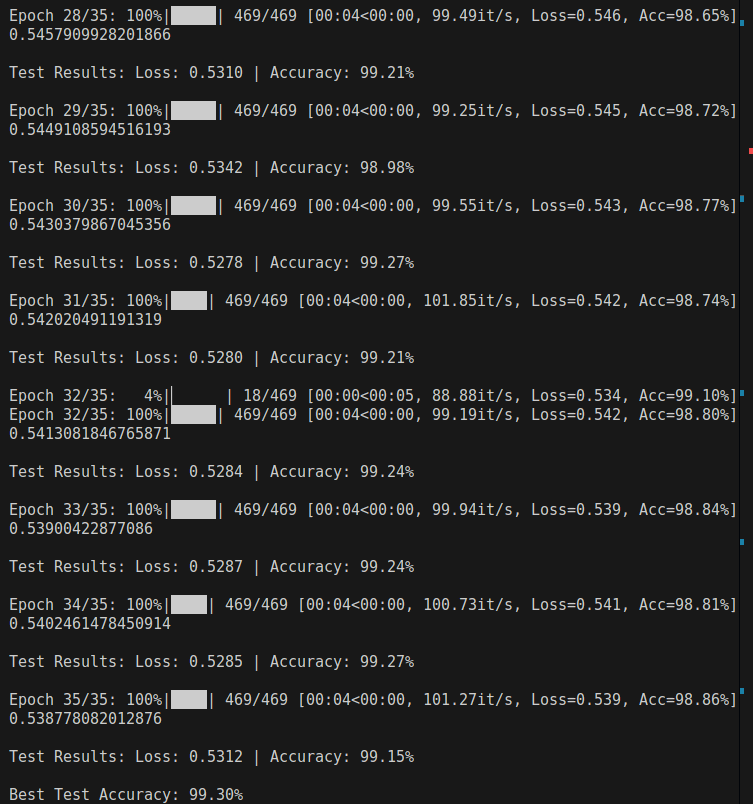 Epoch 28/35: 100%|█████| 469/469 [00:04<00:00, 99.49it/s, Loss=0.546, Acc=98.65%]
0.5457909928201866
Test Results: Loss: 0.5310 | Accuracy: 99.21%
Epoch 29/35: 100%|█████| 469/469 [00:04<00:00, 99.25it/s, Loss=0.545, Acc=98.72%]
0.5449108594516193
Test Results: Loss: 0.5342 | Accuracy: 98.98%
Epoch 30/35: 100%|█████| 469/469 [00:04<00:00, 99.55it/s, Loss=0.543, Acc=98.77%]
0.5430379867045356
Test Results: Loss: 0.5278 | Accuracy: 99.27%
Epoch 31/35: 100%|████| 469/469 [00:04<00:00, 101.85it/s, Loss=0.542, Acc=98.74%]
0.542020491191319
Test Results: Loss: 0.5280 | Accuracy: 99.21%
Epoch 32/35:   4%|▏     | 18/469 [00:00<00:05, 88.88it/s, Loss=0.534, Acc=99.10%]
Epoch 32/35: 100%|█████| 469/469 [00:04<00:00, 99.19it/s, Loss=0.542, Acc=98.80%]
0.5413081846765871
Test Results: Loss: 0.5284 | Accuracy: 99.24%
Epoch 33/35: 100%|█████| 469/469 [00:04<00:00, 99.94it/s, Loss=0.539, Acc=98.84%]
0.53900422877086
Test Results: Loss: 0.5287 | Accuracy: 99.24%
Epoch 34/35: 100%|████| 469/469 [00:04<00:00, 100.73it/s, Loss=0.541, Acc=98.81%]
0.5402461478450914
Test Results: Loss: 0.5285 | Accuracy: 99.27%
Epoch 35/35: 100%|████| 469/469 [00:04<00:00, 101.27it/s, Loss=0.539, Acc=98.86%]
0.538778082012876
Test Results: Loss: 0.5312 | Accuracy: 99.15%
Best Test Accuracy: 99.30%